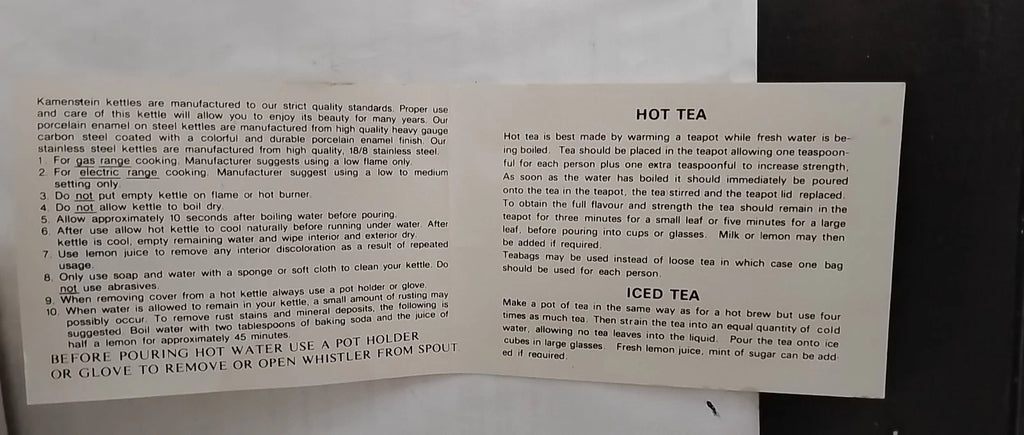 Kamenstein kettles are manufactured to our strict quality standards. Proper use
and care of this kettle will allow you to enjoy its beauty for many years. Our
porcelain enamel on steel kettles are manufactured from high quality heavy gauge
carbon steel coated with a colorful and durable porcelain enamel finish. Our
stainless steel kettles are manufactured from high quality, 18/8 stainless steel.
1. For gas range cooking. Manufacturer suggests using a low flame only.
2. For electric range cooking. Manufacturer suggest using a low to medium
setting only.
3. Do not put empty kettle on flame or hot burner.
4. Do not allow kettle to boil dry.
5. Allow approximately 10 seconds after boiling water before pouring.
6. After use allow hot kettle to cool naturally before running under water. After
kettle is cool, empty remaining water and wipe interior and exterior dry.
7. Use lemon juice to remove any interior discoloration as a result of repeated
usage.
8. Only use soap and water with a sponge or soft cloth to clean your kettle. Do
not use abrasives.
9. When removing cover from a hot kettle always use a pot holder or glove.
10. When water is allowed to remain in your kettle, a small amount of rusting may
possibly occur. To remove rust stains and mineral deposits, the following is
suggested. Boil water with two tablespoons of baking soda and the juice of
half a lemon for approximately 45 minutes.
BEFORE POURING HOT WATER USE A POT HOLDER
OR GLOVE TO REMOVE OR OPEN WHISTLER FROM SPOUT
HOT TEA
Hot tea is best made by warming a teapot while fresh water is be-
ing boiled. Tea should be placed in the teapot allowing one teaspoon-
ful for each person plus one extra teaspoonful to increase strength,
As soon as the water has boiled it should immediately be poured
onto the tea in the teapot, the tea stirred and the teapot lid replaced.
To obtain the full flavour and strength the tea should remain in the
teapot for three minutes for a small leaf or five minutes for a large
leaf, before pouring into cups or glasses. Milk or lemon may then
be added if required.
Teabags may be used instead of loose tea in which case one bag
should be used for each person.
ICED TEA
Make a pot of tea in the same way as for a hot brew but use four
times as much tea. Then strain the tea into an equal quantity of cold
water, allowing no tea leaves into the liquid. Pour the tea onto ice
cubes in large glasses. Fresh lemon juice, mint of sugar can be add-
ed if required.